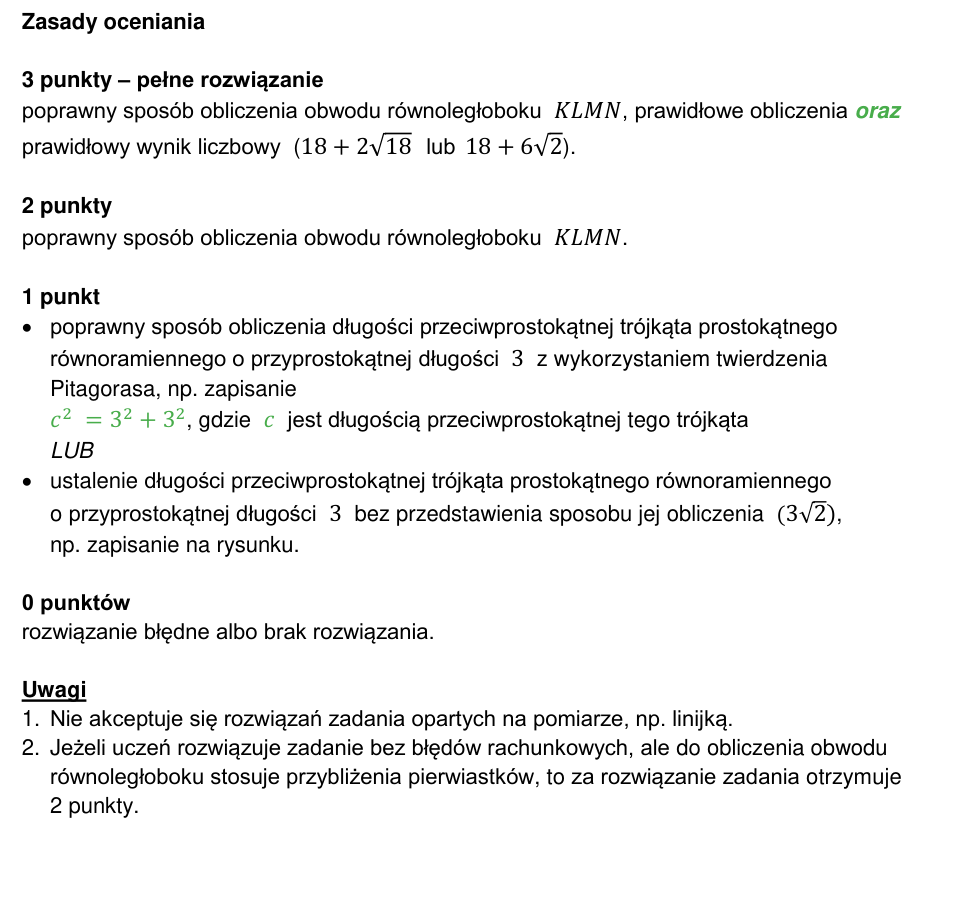 Zasady oceniania
3 punkty – pełne rozwiązanie
poprawny sposób obliczenia obwodu równoległoboku KLMN, prawidłowe obliczenia oraz
prawidłowy wynik liczbowy (18 + 2√18 lub 18 + 6√2).
2 punkty
poprawny sposób obliczenia obwodu równoległoboku KLMN.
1 punkt
• poprawny sposób obliczenia długości przeciwprostokątnej trójkąta prostokątnego
równoramiennego o przyprostokątnej długości 3 z wykorzystaniem twierdzenia
Pitagorasa, np. zapisanie
c² = 3² + 3², gdzie c jest długością przeciwprostokątnej tego trójkąta
LUB
• ustalenie długości przeciwprostokątnej trójkąta prostokątnego równoramiennego
o przyprostokątnej długości 3 bez przedstawienia sposobu jej obliczenia (3√2),
np. zapisanie na rysunku.
0 punktów
rozwiązanie błędne albo brak rozwiązania.
Uwagi
1. Nie akceptuje się rozwiązań zadania opartych na pomiarze, np. linijką.
2. Jeżeli uczeń rozwiązuje zadanie bez błędów rachunkowych, ale do obliczenia obwodu
równoległoboku stosuje przybliżenia pierwiastków, to za rozwiązanie zadania otrzymuje
2 punkty.